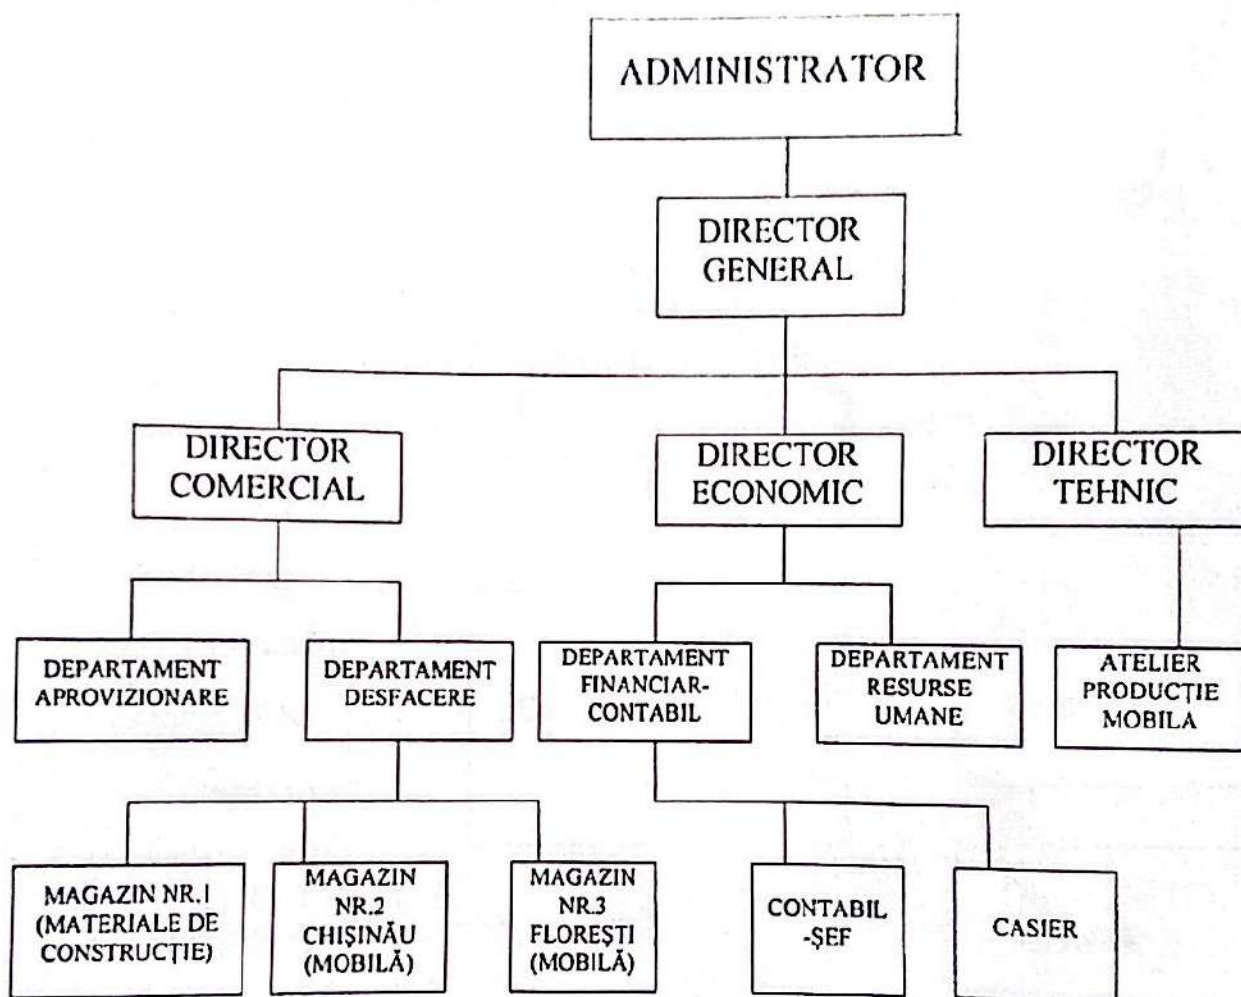 ADMINISTRATOR
DIRECTOR
GENERAL
DIRECTOR
COMERCIAL
DIRECTOR
ECONOMIC
DIRECTOR
TEHNIC
DEPARTAMENT
APROVIZIONARE
DEPARTAMENT
DESFACERE
DEPARTAMENT
FINANCIAR-
CONTABIL
DEPARTAMENT
RESURSE
UMANE
ATELIER
PRODUCȚIE
MOBILA
MAGAZIN NR.1
(MATERIALE DE
CONSTRUCȚIE)
MAGAZIN
NR.2
CHIȘINĂU
(MOBILĂ)
MAGAZIN
NR.3
FLOREȘTI
(MOBILĂ)
CONTABIL
-ȘEF
CASIER